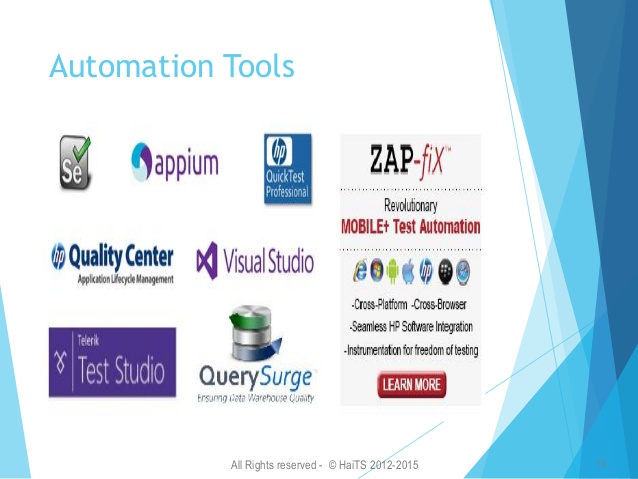 Automation Tools
Se
appium
hp
QuickTest
Professional
hp Quality Center
Application Lifecycle Management
Visual Studio
Telerik
Test Studio
QuerySurge
Ensuring Data Warehouse Quality
ZAP-fiX™
Revolutionary
MOBILE+ Test Automation
hp
-Cross-Platform -Cross-Browser
-Seamless HP Software Integration
-Instrumentation for freedom of testing
LEARN MORE
All Rights reserved - © HaiTS 2012-2015